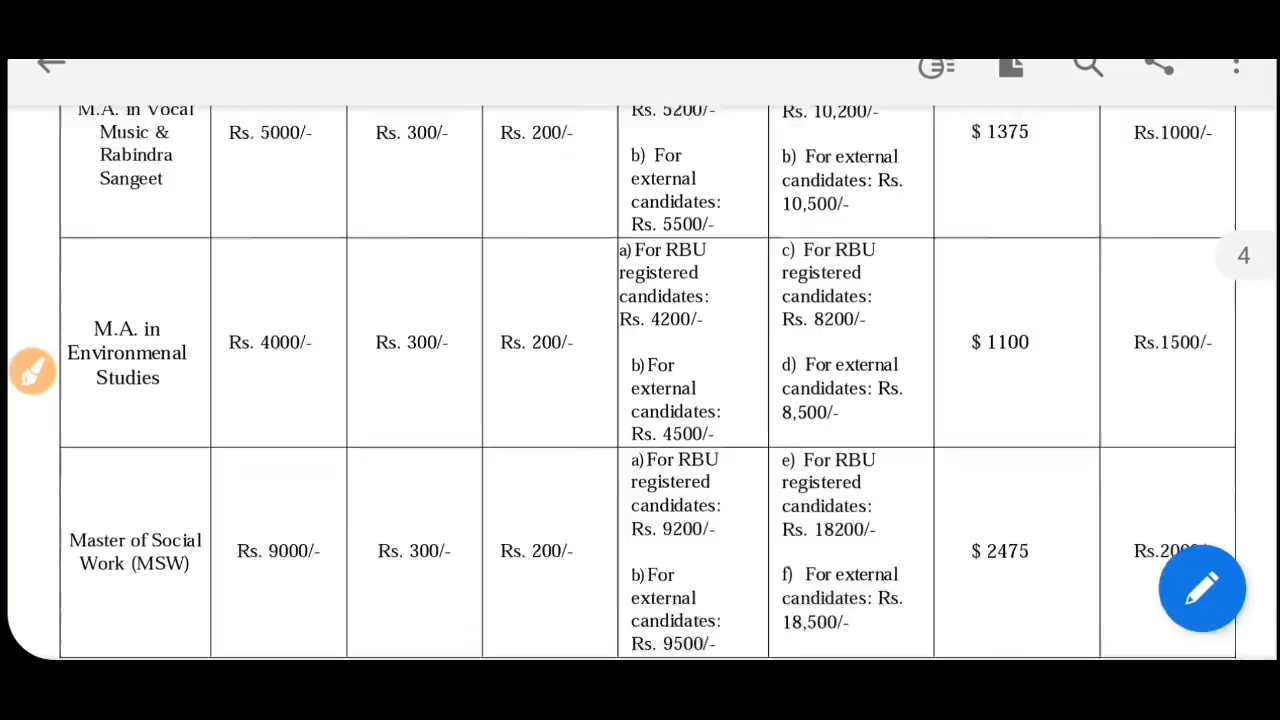 M.A. in Vocal
Music &
Rabindra
Sangeet
Rs. 5000/-
Rs. 300/-
Rs. 200/-
Rs. 5200/-
b) For
external
candidates:
Rs. 5500/-
Rs. 10,200/-
b) For external
candidates: Rs.
10,500/-
$ 1375
Rs.1000/-
4
M.A. in
Environmenal
Studies
Rs. 4000/-
Rs. 300/-
Rs. 200/-
a) For RBU
registered
candidates:
Rs. 4200/-
b) For
external
candidates:
Rs. 4500/-
c) For RBU
registered
candidates:
Rs. 8200/-
d) For external
candidates: Rs.
8,500/-
$ 1100
Rs.1500/-
Master of Social
Work (MSW)
Rs. 9000/-
Rs. 300/-
Rs. 200/-
a) For RBU
registered
candidates:
Rs. 9200/-
b) For
external
candidates:
Rs. 9500/-
e) For RBU
registered
candidates:
Rs. 18200/-
f) For external
candidates: Rs.
18,500/-
$ 2475